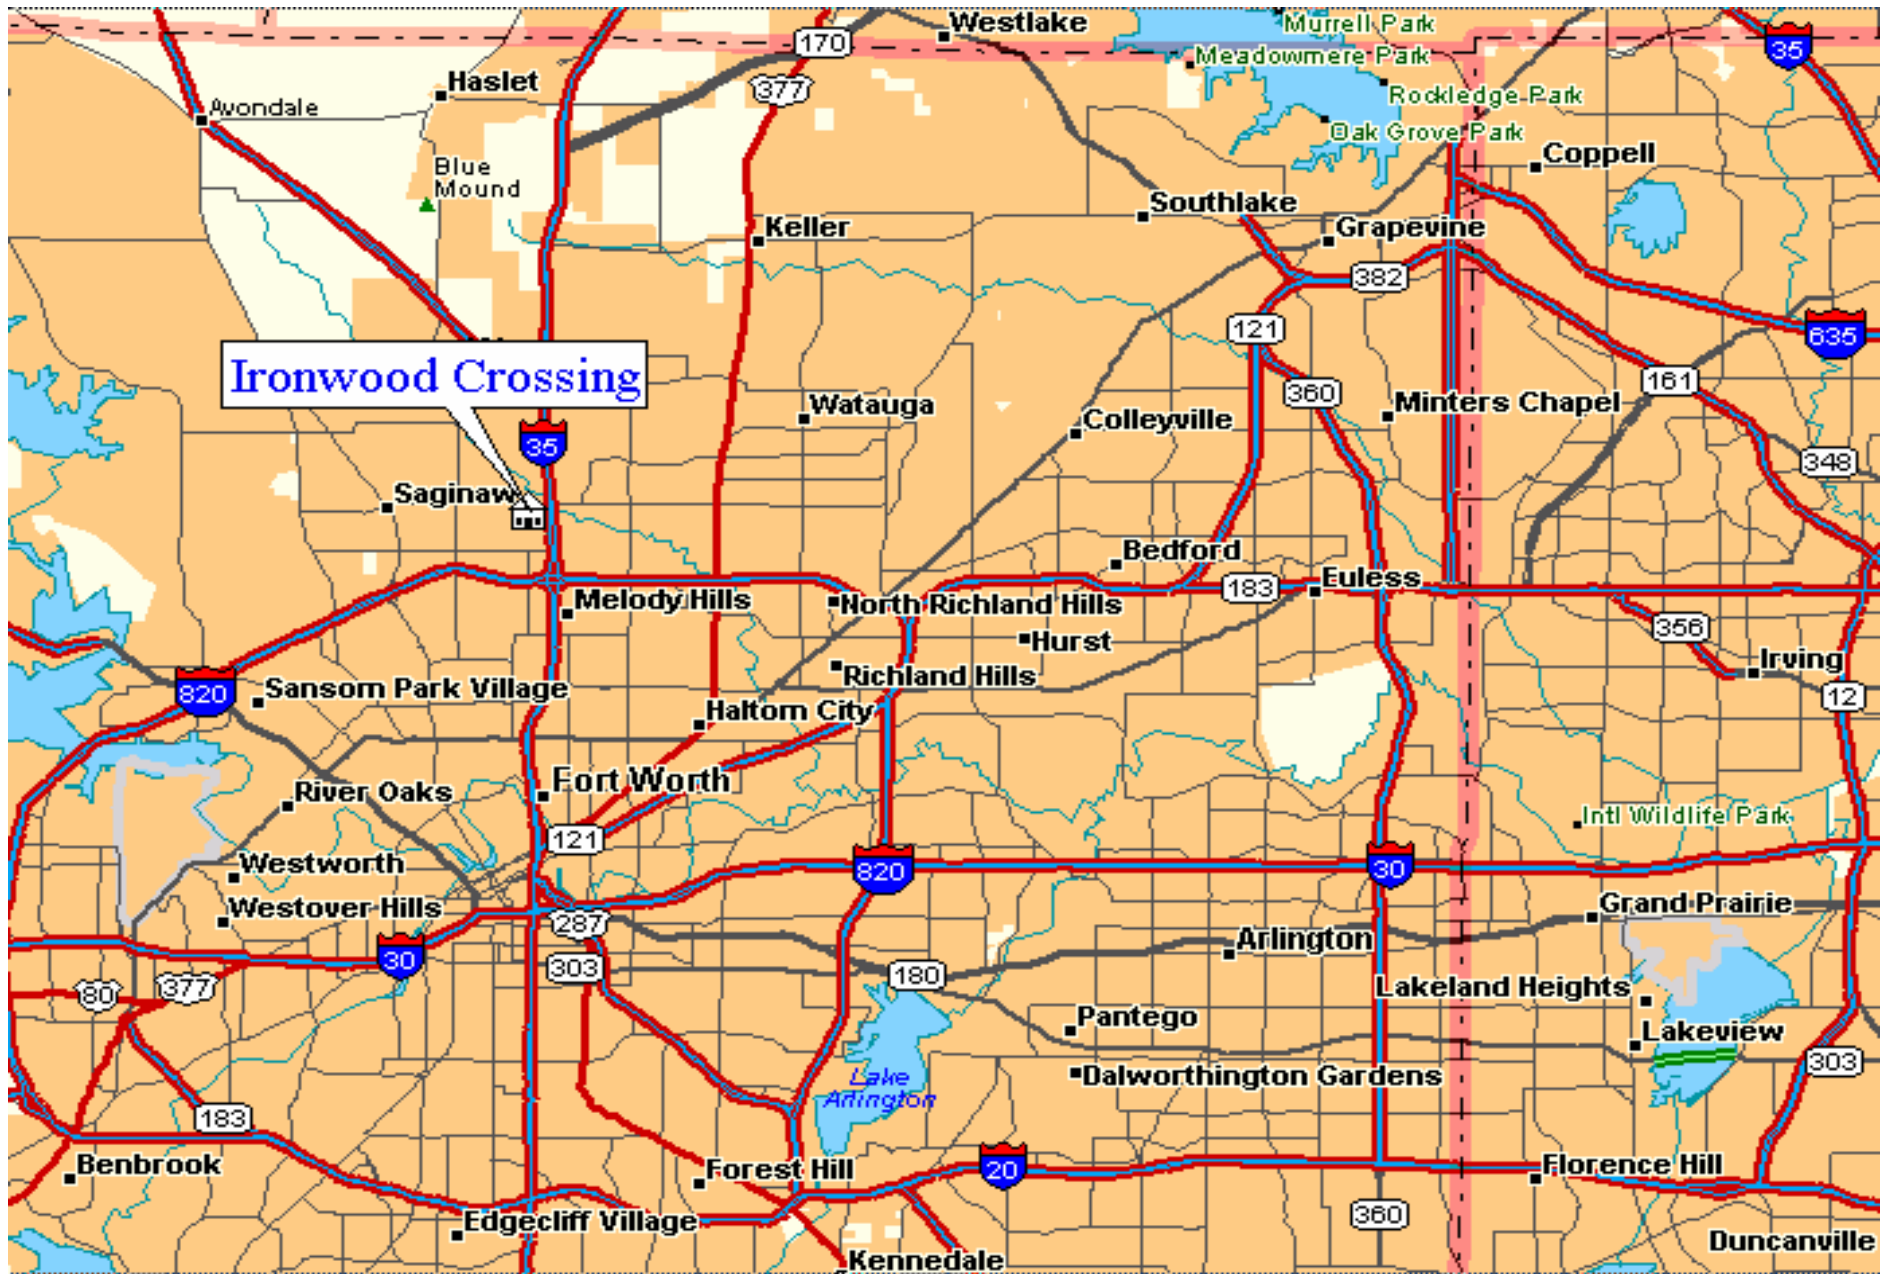 Westlake
Murrell Park
170
35
Meadowmere Park
Haslet
377
Rockledge Park
Avondale
Oak Grove Park
Coppell
Blue
Mound
Southlake
Keller
Grapevine
382
121
635
Ironwood Crossing
161
360
Watauga
Minters Chapel
Colleyville
35
348
Saginaw
Bedford
Euless
183
Melody Hills
North Richland Hills
356
Hurst
Irving
Richland Hills
820
Sansom Park Village
12
Haltom City
Fort Worth
River Oaks
Intl Wildlife Park
121
Westworth
820
30
Grand Prairie
Westover Hills
287
Arlington
30
303
180
Lakeland Heights
80
377
Pantego
Lakeview
303
Lake
Arlington
Dalworthington Gardens
183
Benbrook
Forest Hill
20
Florence Hill
360
Edgecliff Village
Duncanville
Kennedale